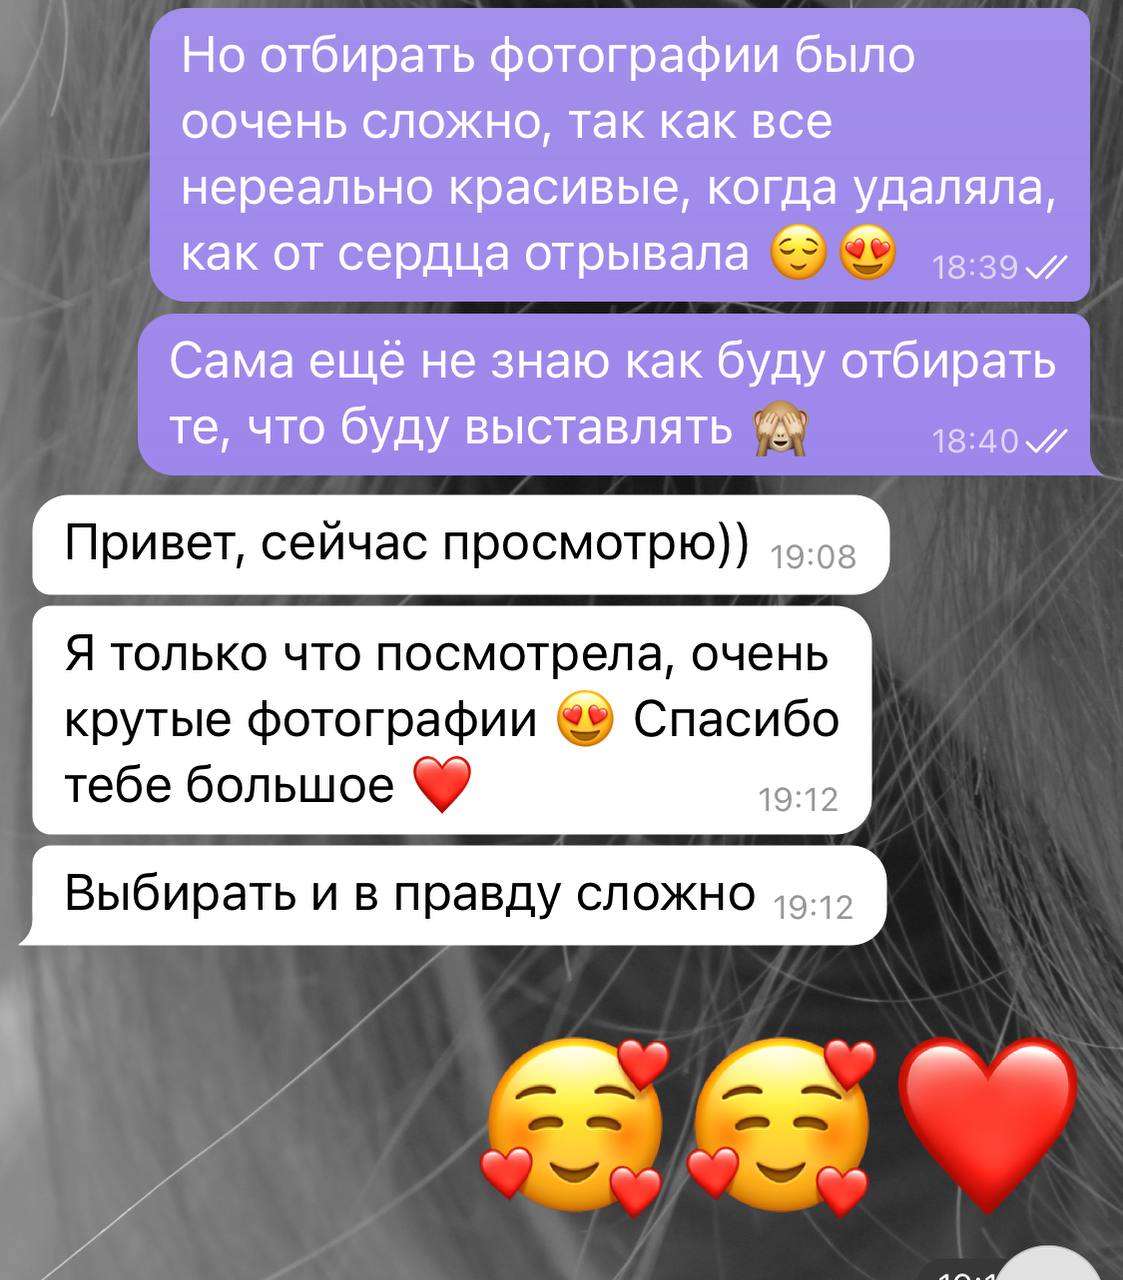 Но отбирать фотографии было
оочень сложно, так как все
нереально красивые, когда удаляла,
как от сердца отрывала 😌😍 18:39
Сама ещё не знаю как буду отбирать
те, что буду выставлять 🙈 18:40
Привет, сейчас просмотрю)) 19:08
Я только что посмотрела, очень
крутые фотографии 😍 Спасибо
тебе большое ❤️ 19:12
Выбирать и в правду сложно 19:12
🥰🥰❤️